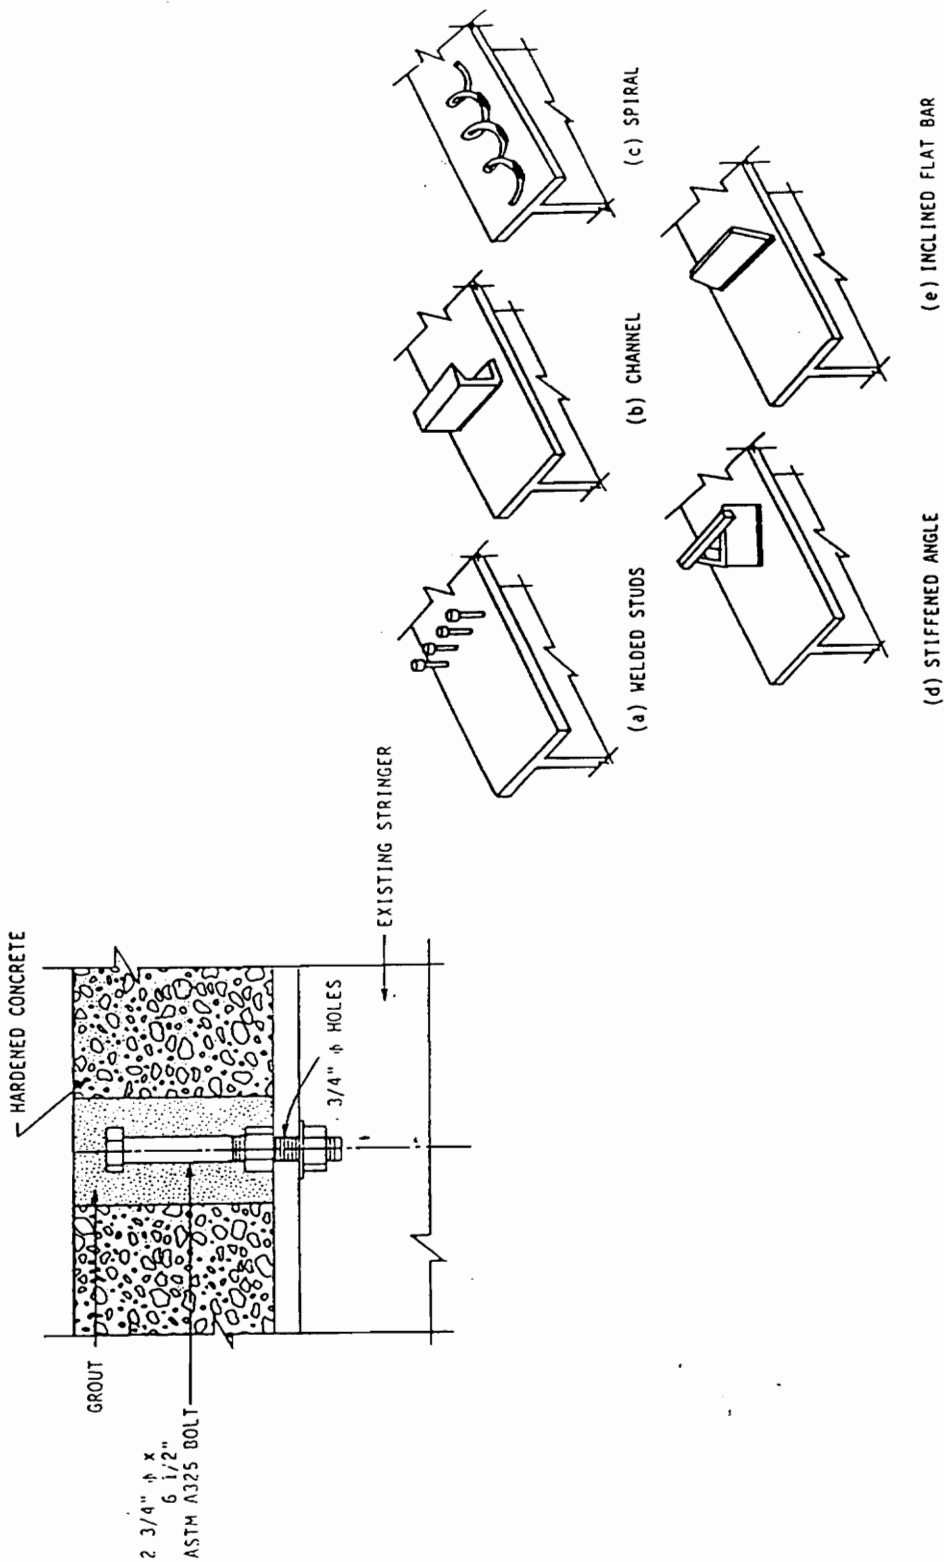 HARDENED CONCRETE
GROUT
2 3/4" ϕ x
6 1/2"
ASTM A325 BOLT
3/4" ϕ HOLES
EXISTING STRINGER
(a) WELDED STUDS
(b) CHANNEL
(c) SPIRAL
(d) STIFFENED ANGLE
(e) INCLINED FLAT BAR